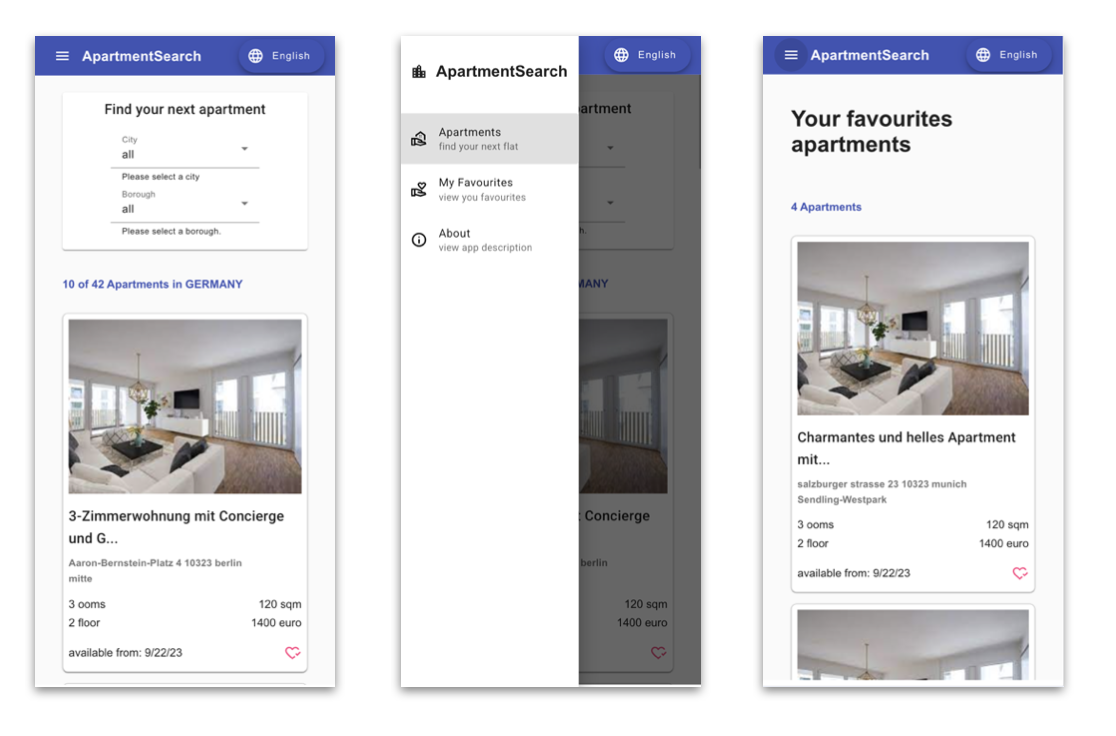 ApartmentSearch
English
Find your next apartment
City
all
Please select a city
Borough
all
Please select a borough.
10 of 42 Apartments in GERMANY
3-Zimmerwohnung mit Concierge
und G...
Aaron-Bernstein-Platz 4 10323 berlin
mitte
3 ooms
120 sqm
2 floor
1400 euro
available from: 9/22/23
ApartmentSearch
English
Apartments
find your next flat
My Favourites
view you favourites
About
view app description
artment
h.
MANY
t Concierge
berlin
120 sqm
1400 euro
ApartmentSearch
English
Your favourites
apartments
4 Apartments
Charmantes und helles Apartment
mit...
salzburger strasse 23 10323 munich
Sendling-Westpark
3 ooms
120 sqm
2 floor
1400 euro
available from: 9/22/23